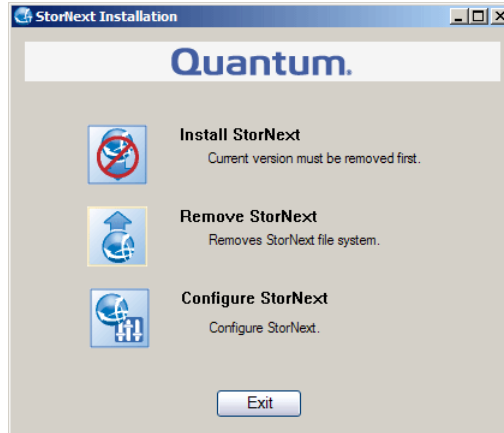 StorNext Installation
Quantum.
Install StorNext
Current version must be removed first.
Remove StorNext
Removes StorNext file system.
Configure StorNext
Configure StorNext.
Exit